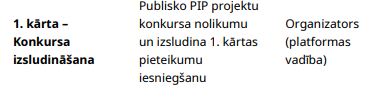 Publisko PIP projektu
1. kārta –
konkursa nolikumu
Organizators
Konkursa
un izsludina 1. kārtas
(platformas
izsludināšana
pieteikumu
vadība)
iesniegšanu